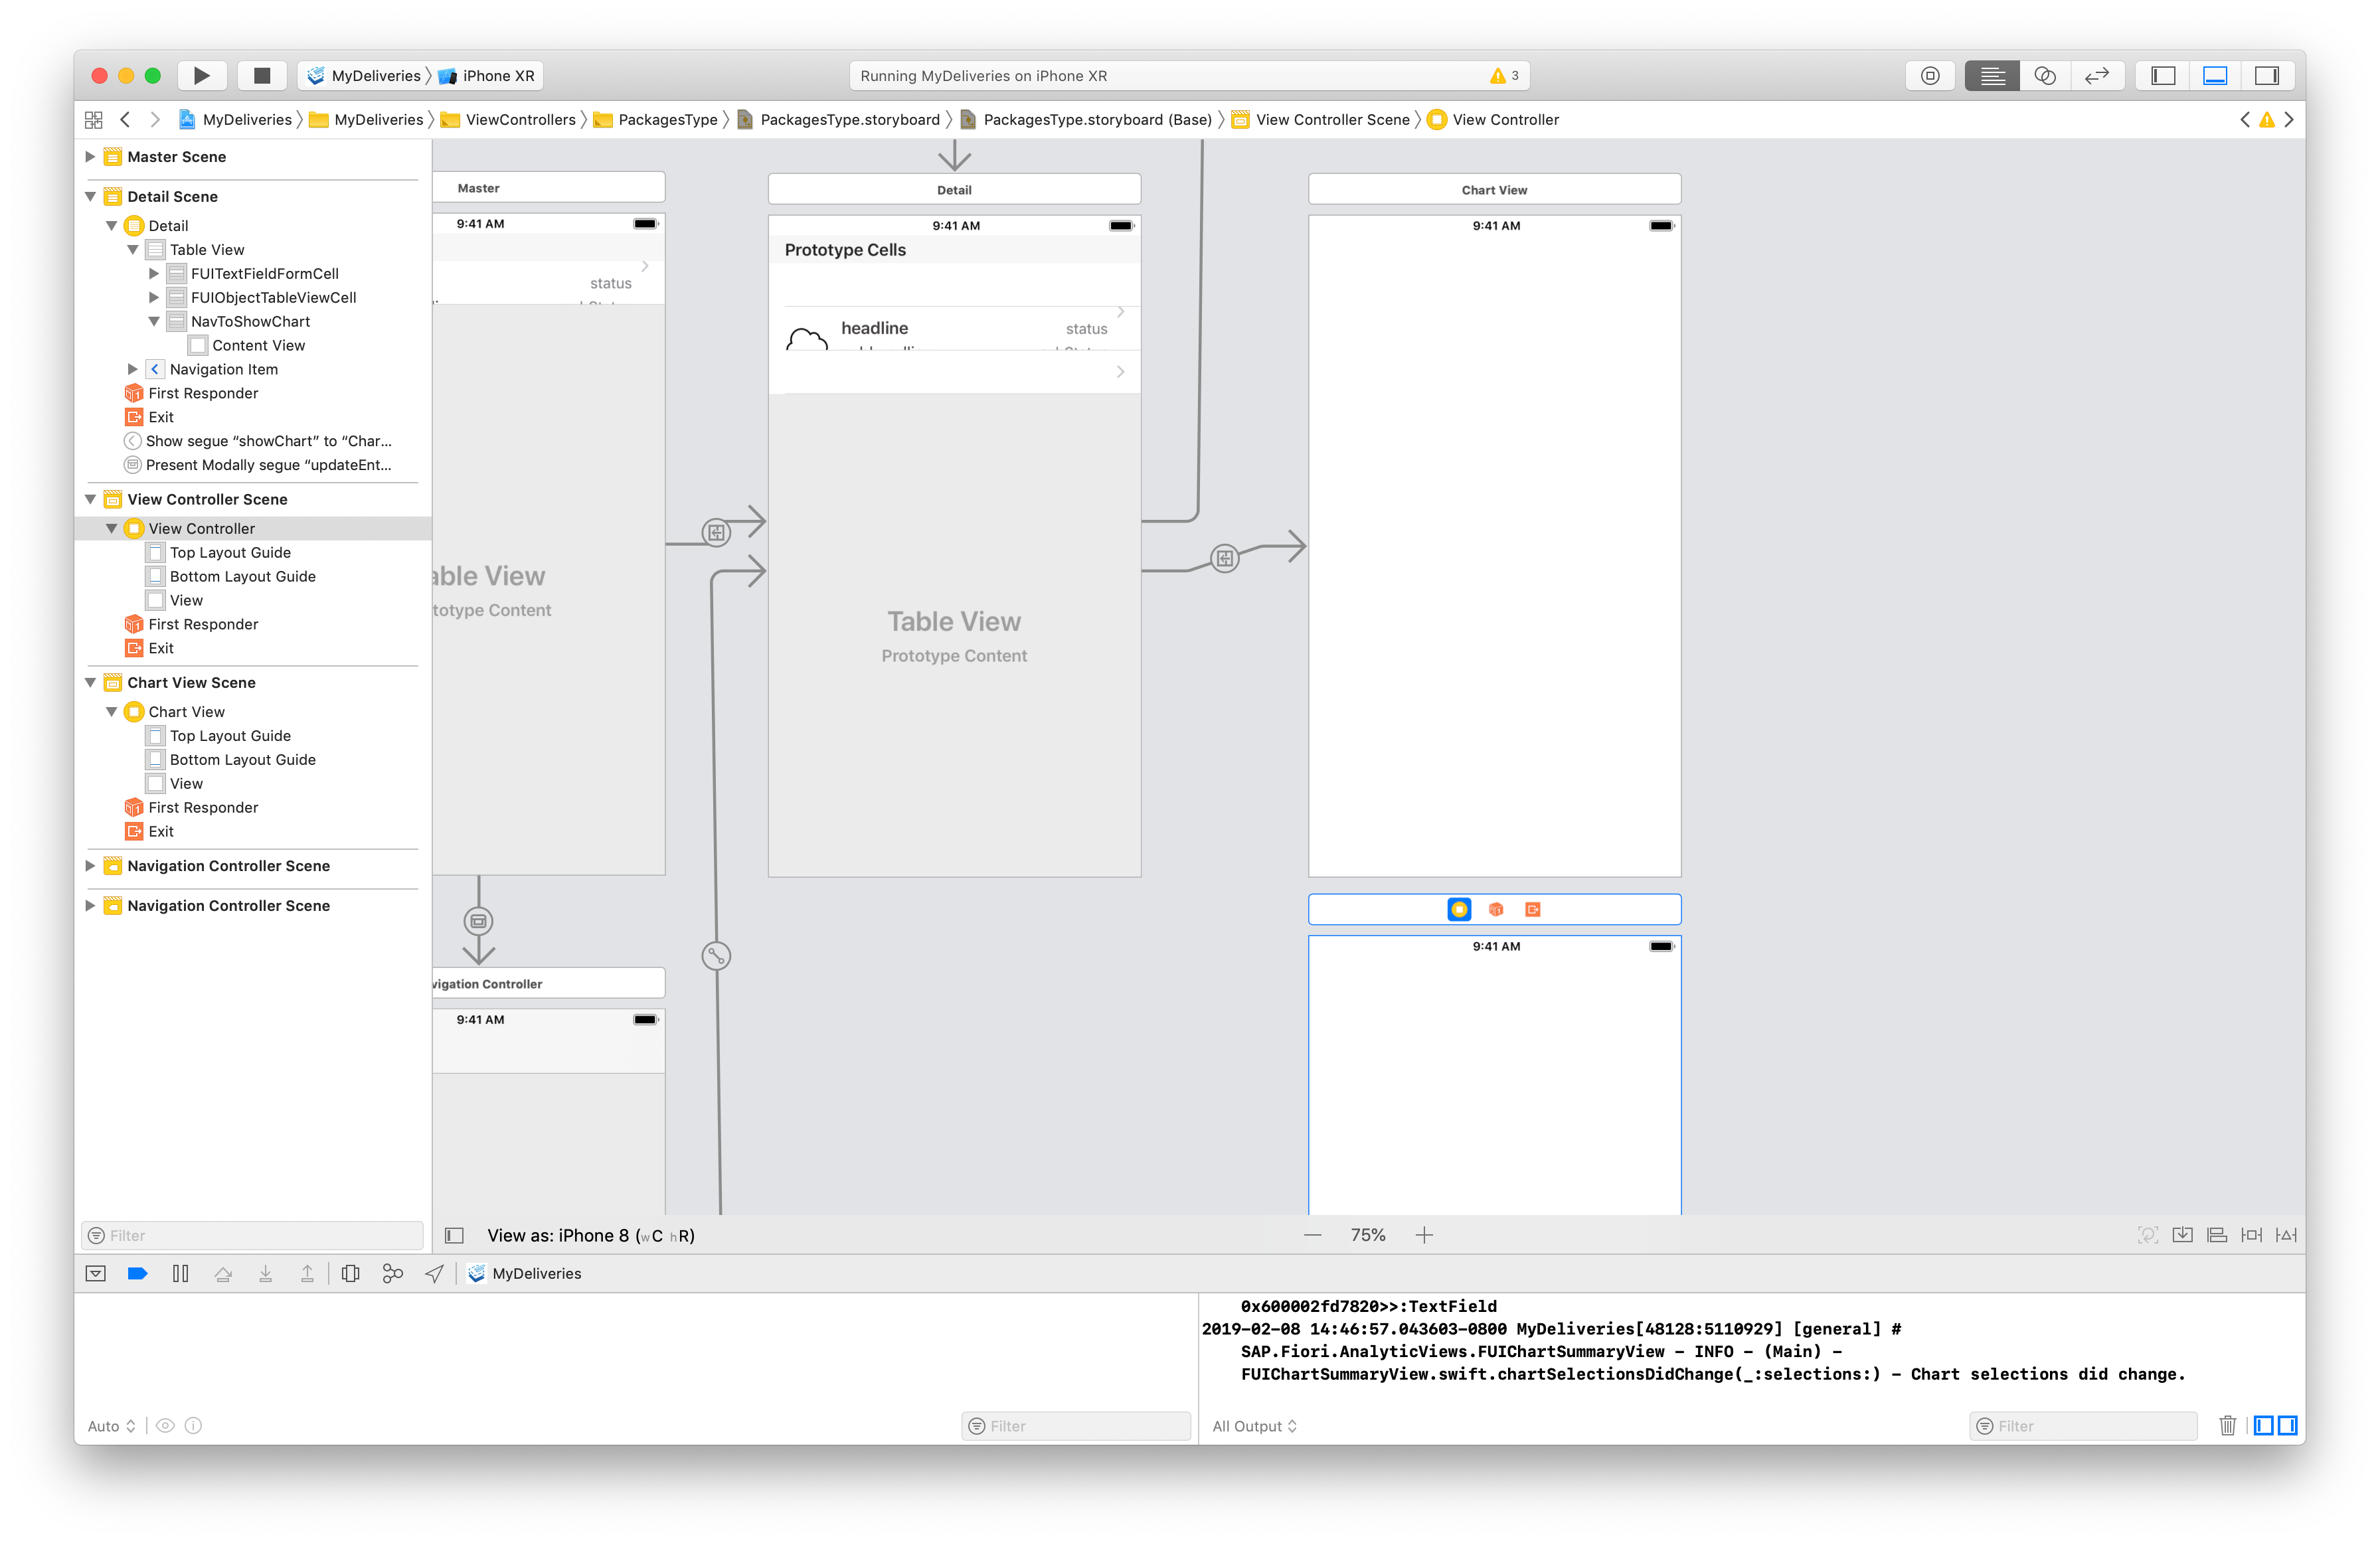 MyDeliveries
iPhone XR
Running MyDeliveries on iPhone XR
3
MyDeliveries
MyDeliveries
ViewControllers
PackagesType
PackagesType.storyboard
PackagesType.storyboard (Base)
View Controller Scene
View Controller
Master Scene
Detail Scene
Detail
Table View
FUITextFieldFormCell
FUIObjectTableViewCell
NavToShowChart
Content View
Navigation Item
First Responder
Exit
Show segue “showChart” to “Char...
Present Modally segue “updateEnt...
View Controller Scene
View Controller
Top Layout Guide
Bottom Layout Guide
View
First Responder
Exit
Chart View Scene
Chart View
Top Layout Guide
Bottom Layout Guide
View
First Responder
Exit
Navigation Controller Scene
Navigation Controller Scene
Filter
Master
9:41 AM
status
able View
totype Content
vigation Controller
9:41 AM
Detail
9:41 AM
Prototype Cells
headline
status
Table View
Prototype Content
Chart View
9:41 AM
9:41 AM
View as: iPhone 8 (wC hR)
75%
MyDeliveries
0x600002fd7820>>:TextField
2019-02-08 14:46:57.043603-0800 MyDeliveries[48128:5110929] [general] #
SAP.Fiori.AnalyticViews.FUIChartSummaryView - INFO - (Main) -
FUIChartSummaryView.swift.chartSelectionsDidChange(_:selections:) - Chart selections did change.
Auto
Filter
All Output
Filter